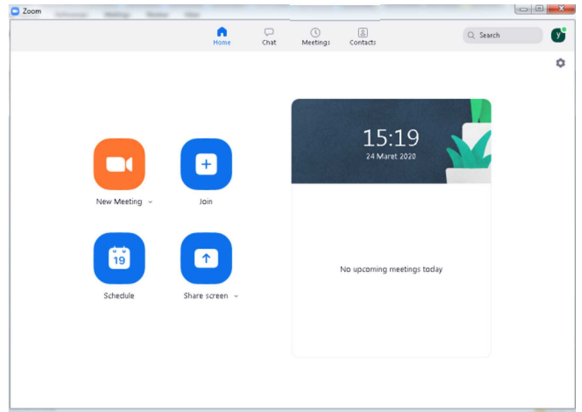 Zoom
Home
Chat
Meetings
Contacts
Search
y
15:19
24 Maret 2020
New Meeting
Join
No upcoming meetings today
19
Schedule
Share screen